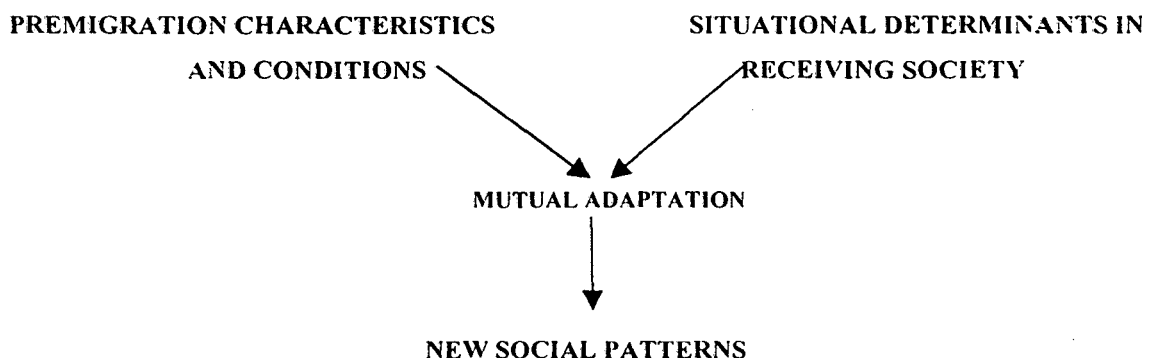 PREMIGRATION CHARACTERISTICS
AND CONDITIONS
SITUATIONAL DETERMINANTS IN
RECEIVING SOCIETY
MUTUAL ADAPTATION
NEW SOCIAL PATTERNS